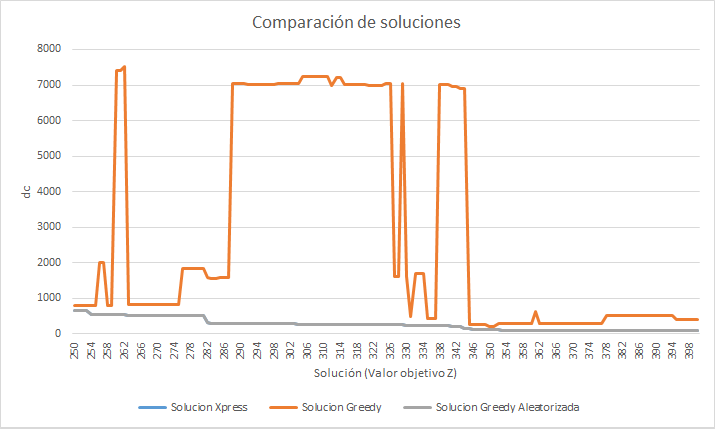 Comparación de soluciones
8000
7000
6000
5000
4000
3000
2000
1000
0
dc
250 254 258 262 266 270 274 278 282 286 290 294 298 302 306 310 314 318 322 326 330 334 338 342 346 350 354 358 362 366 370 374 378 382 386 390 394 398
Solución (Valor objetivo Z)
Solucion Xpress Solucion Greedy Solucion Greedy Aleatorizada